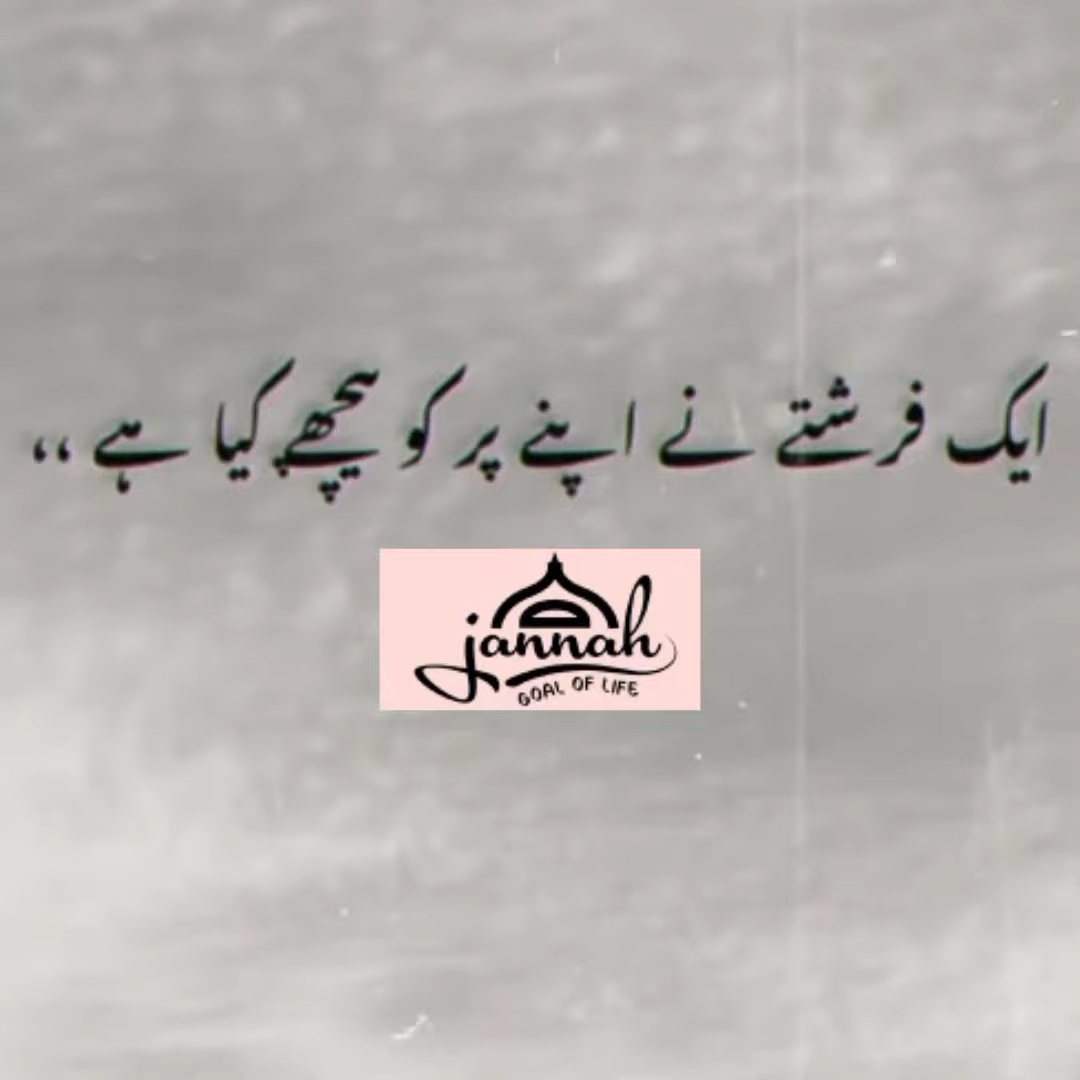 ایک فرشتے نے اپنے پر کو پیچھے کیا ہے ،،
jannah
GOAL OF LIFE